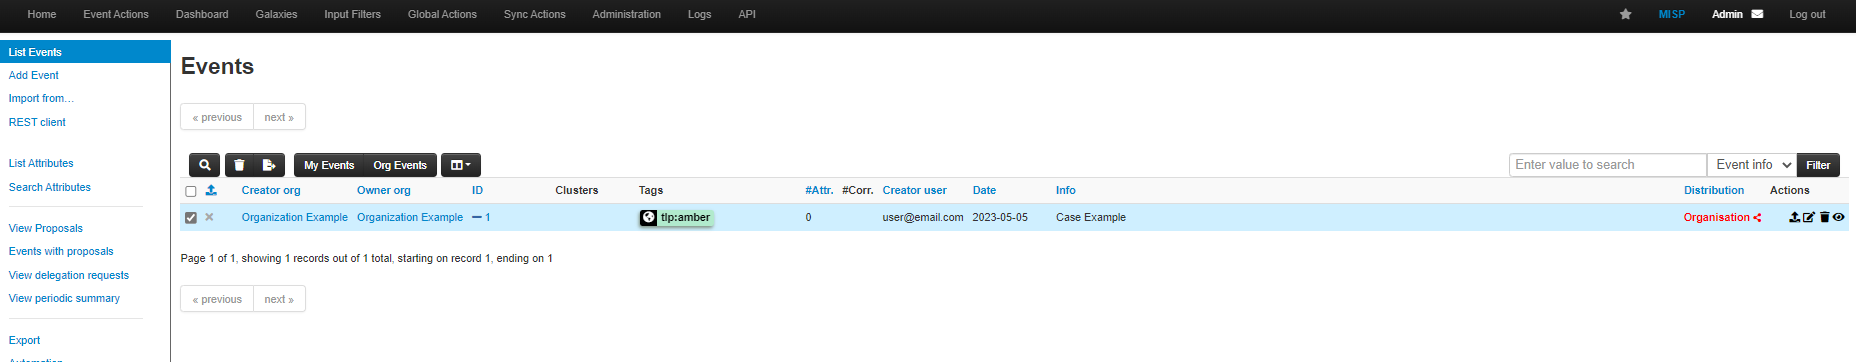 Home Event Actions Dashboard Galaxies Input Filters Global Actions Sync Actions Administration Logs API MISP Admin Log out
List Events
Add Event
Import from...
REST client
List Attributes
Search Attributes
View Proposals
Events with proposals
View delegation requests
View periodic summary
Export
Automation
Events
« previous next »
My Events Org Events Enter value to search Event info Filter
Creator org Owner org ID Clusters Tags #Attr. #Corr. Creator user Date Info Distribution Actions
Organization Example Organization Example 1 tlp:amber 0 user@email.com 2023-05-05 Case Example Organisation
Page 1 of 1, showing 1 records out of 1 total, starting on record 1, ending on 1
« previous next »